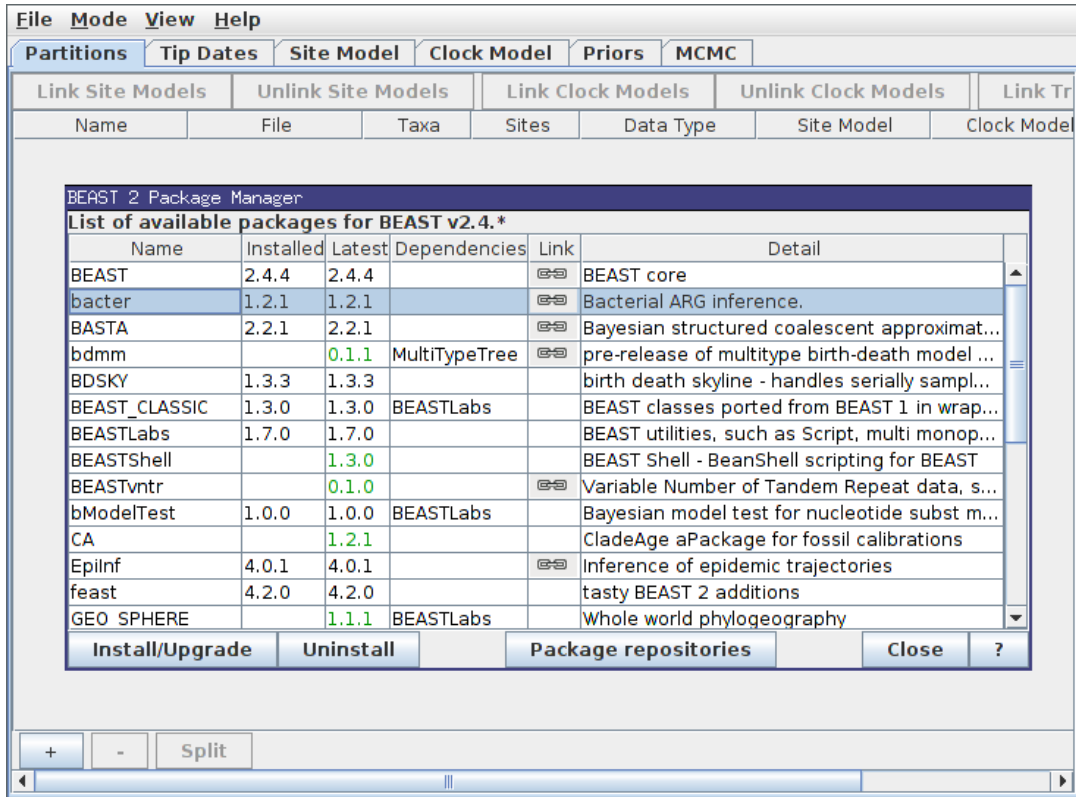 File Mode View Help
Partitions Tip Dates Site Model Clock Model Priors MCMC
Link Site Models Unlink Site Models Link Clock Models Unlink Clock Models Link Tr
Name File Taxa Sites Data Type Site Model Clock Model
BEAST 2 Package Manager
List of available packages for BEAST v2.4.*
Name Installed Latest Dependencies Link Detail
BEAST 2.4.4 2.4.4 BEAST core
bacter 1.2.1 1.2.1 Bacterial ARG inference.
BASTA 2.2.1 2.2.1 Bayesian structured coalescent approximat...
bdmm 0.1.1 MultiTypeTree pre-release of multitype birth-death model ...
BDSKY 1.3.3 1.3.3 birth death skyline - handles serially sampl...
BEAST_CLASSIC 1.3.0 1.3.0 BEASTLabs BEAST classes ported from BEAST 1 in wrap...
BEASTLabs 1.7.0 1.7.0 BEAST utilities, such as Script, multi monop...
BEASTShell 1.3.0 BEAST Shell - BeanShell scripting for BEAST
BEASTvntr 0.1.0 Variable Number of Tandem Repeat data, s...
bModelTest 1.0.0 1.0.0 BEASTLabs Bayesian model test for nucleotide subst m...
CA 1.2.1 CladeAge aPackage for fossil calibrations
EpiInf 4.0.1 4.0.1 Inference of epidemic trajectories
feast 4.2.0 4.2.0 tasty BEAST 2 additions
GEO_SPHERE 1.1.1 BEASTLabs Whole world phylogeography
Install/Upgrade Uninstall Package repositories Close ?
+ - Split